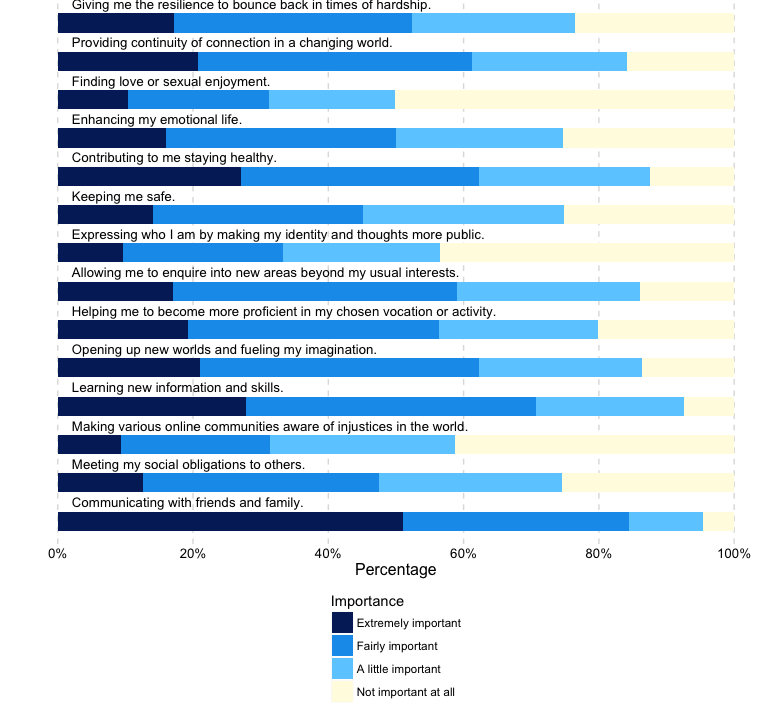 Giving me the resilience to bounce back in times of hardship.
Providing continuity of connection in a changing world.
Finding love or sexual enjoyment.
Enhancing my emotional life.
Contributing to me staying healthy.
Keeping me safe.
Expressing who I am by making my identity and thoughts more public.
Allowing me to enquire into new areas beyond my usual interests.
Helping me to become more proficient in my chosen vocation or activity.
Opening up new worlds and fueling my imagination.
Learning new information and skills.
Making various online communities aware of injustices in the world.
Meeting my social obligations to others.
Communicating with friends and family.
0% 20% 40% 60% 80% 100%
Percentage
Importance
Extremely important
Fairly important
A little important
Not important at all